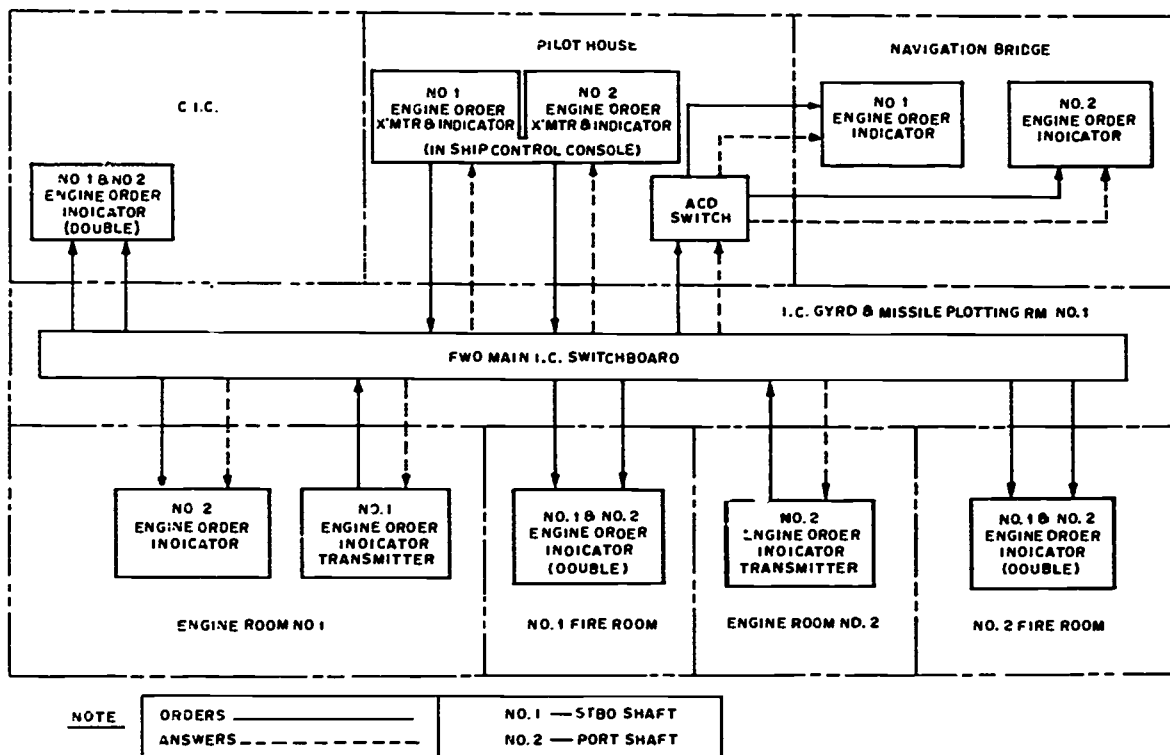 C I.C.
PILOT HOUSE
NAVIGATION BRIDGE
NO 1
ENGINE ORDER
X'MTR & INDICATOR
NO 2
ENGINE ORDER
X'MTR & INDICATOR
(IN SHIP CONTROL CONSOLE)
NO 1
ENGINE ORDER
INDICATOR
NO. 2
ENGINE ORDER
INDICATOR
NO 1 & NO 2
ENGINE ORDER
INDICATOR
(DOUBLE)
ACD
SWITCH
I.C. GYRD & MISSILE PLOTTING RM NO.1
FWO MAIN I.C. SWITCHBOARD
NO. 2
ENGINE ORDER
INDICATOR
NO. 1
ENGINE ORDER
INDICATOR
TRANSMITTER
NO. 1 & NO. 2
ENGINE ORDER
INDICATOR
(DOUBLE)
NO. 2
ENGINE ORDER
INDICATOR
TRANSMITTER
NO. 1 & NO. 2
ENGINE ORDER
INDICATOR
(DOUBLE)
ENGINE ROOM NO 1
NO. 1 FIRE ROOM
ENGINE ROOM NO. 2
NO. 2 FIRE ROOM
NOTE
ORDERS
ANSWERS
NO. 1 — STBO SHAFT
NO. 2 — PORT SHAFT